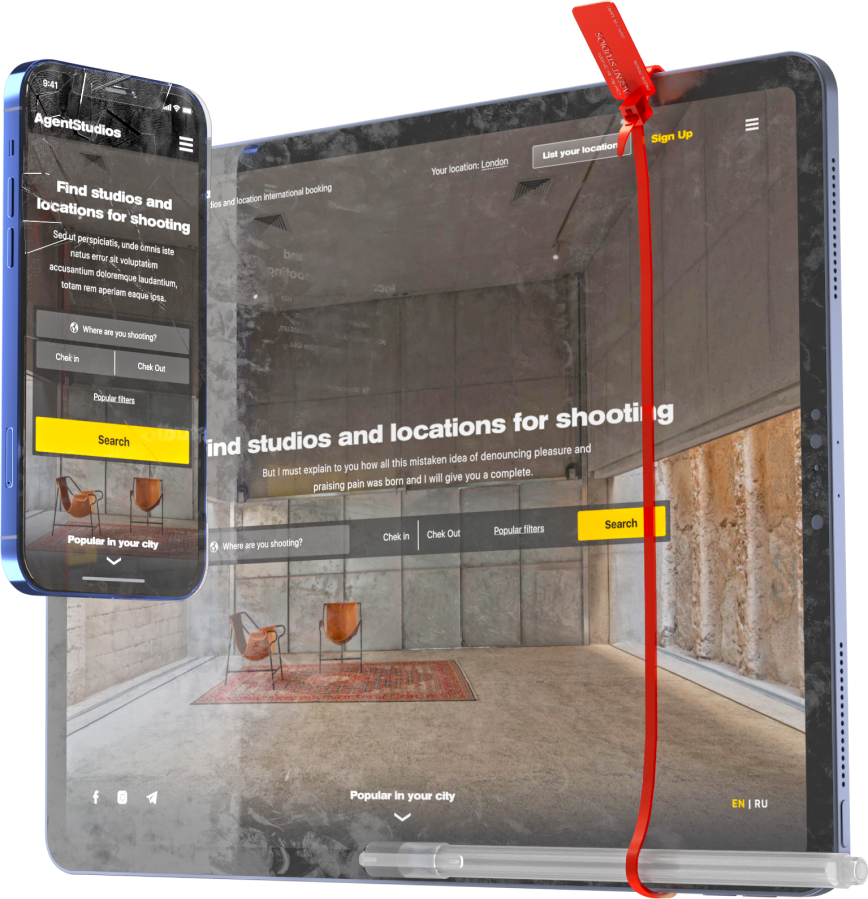 9:41
AgentStudios
Find studios and
locations for shooting
Sed ut perspiciatis, unde omnis iste
natus error sit voluptatem
accusantium doloremque laudantium,
totam rem aperiam eaque ipsa.
Where are you shooting?
Chek in
Chek Out
Popular filters
Search
Popular in your city
AGENTSTUDIOS
ios and location international booking
Your location: London
List your location
Sign Up
ind studios and locations for shooting
But I must explain to you how all this mistaken idea of denouncing pleasure and
praising pain was born and I will give you a complete.
Where are you shooting?
Chek in
Chek Out
Popular filters
Search
Popular in your city
EN | RU